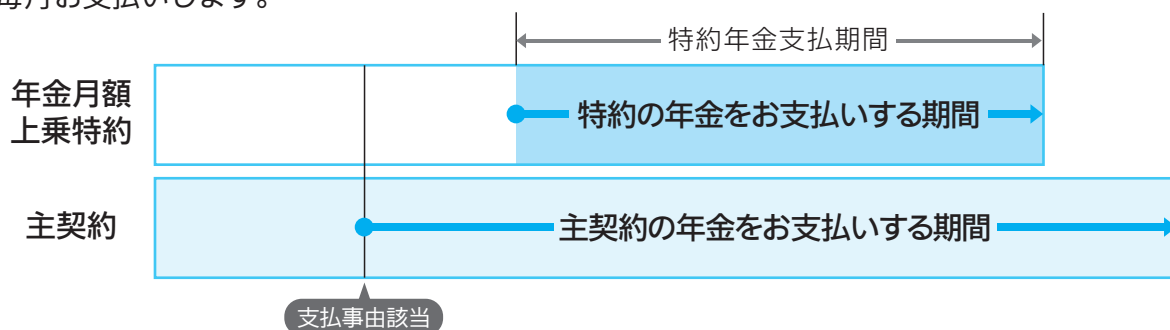 毎月お支払いします。
特約年金支払期間
年金月額
上乗特約
特約の年金をお支払いする期間
主契約
主契約の年金をお支払いする期間
支払事由該当